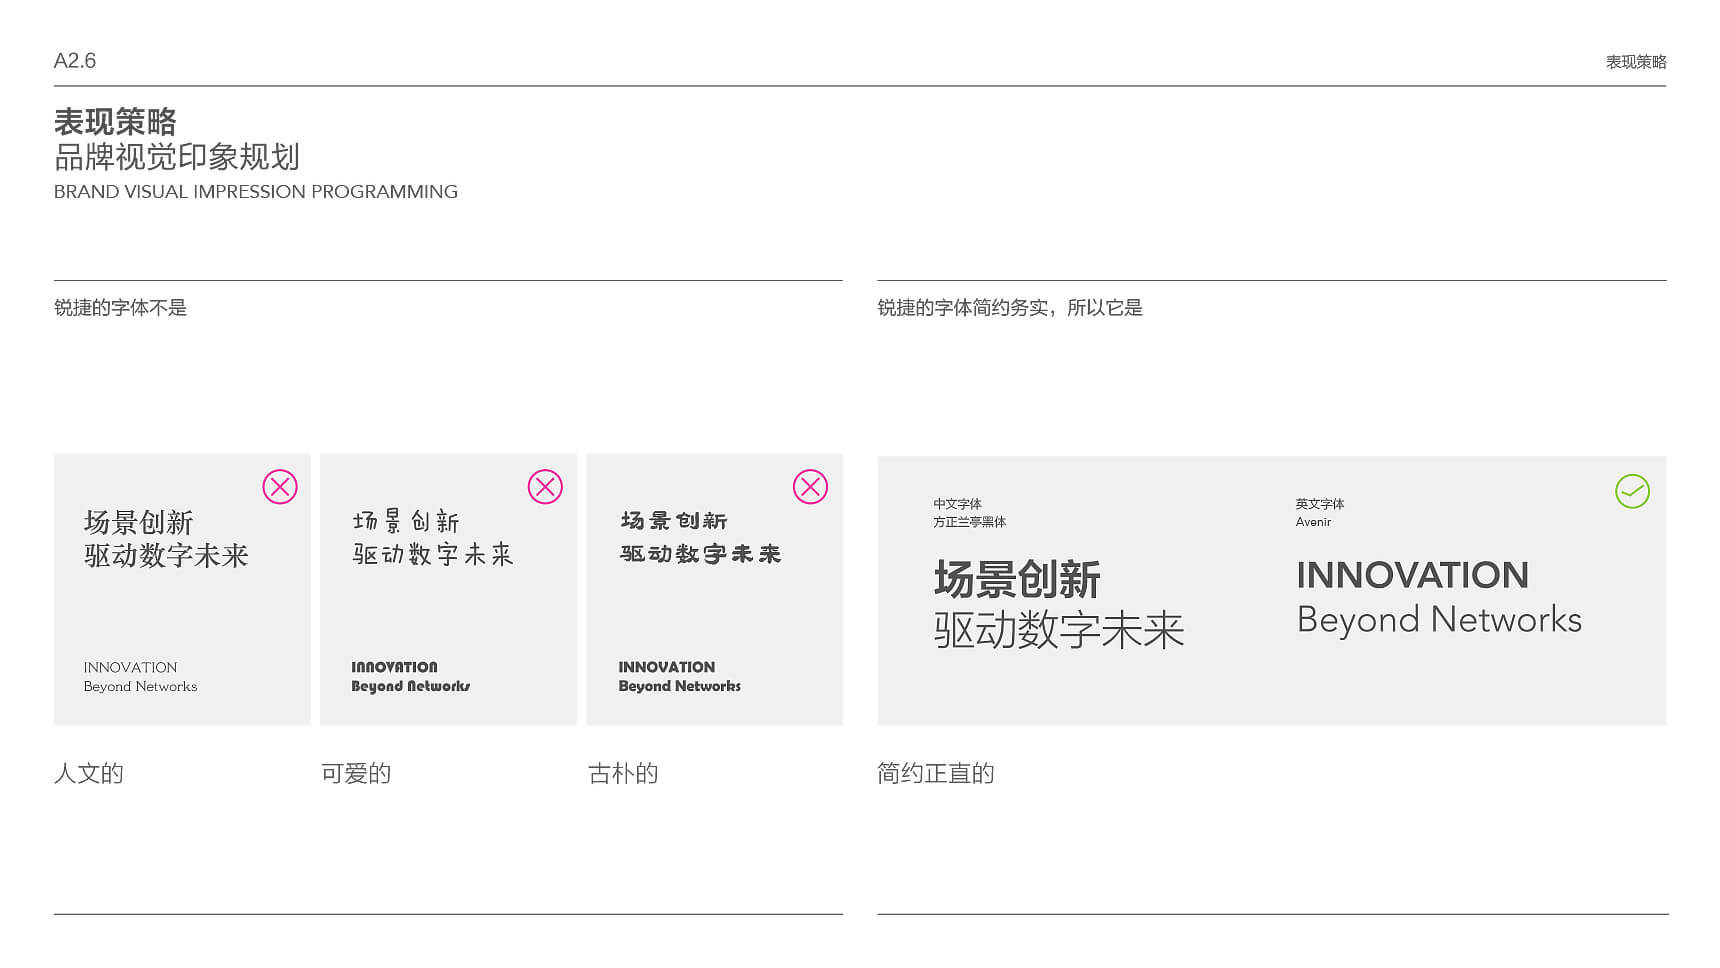 A2.6
表现策略
表现策略
品牌视觉印象规划
BRAND VISUAL IMPRESSION PROGRAMMING
锐捷的字体不是
场景创新
驱动数字未来
INNOVATION
Beyond Networks
人文的
场景创新
驱动数字未来
INNOVATION
Beyond Networks
可爱的
场景创新
驱动数字未来
INNOVATION
Beyond Networks
古朴的
锐捷的字体简约务实，所以它是
中文字体
方正兰亭黑体
场景创新
驱动数字未来
英文字体
Avenir
INNOVATION
Beyond Networks
简约正直的